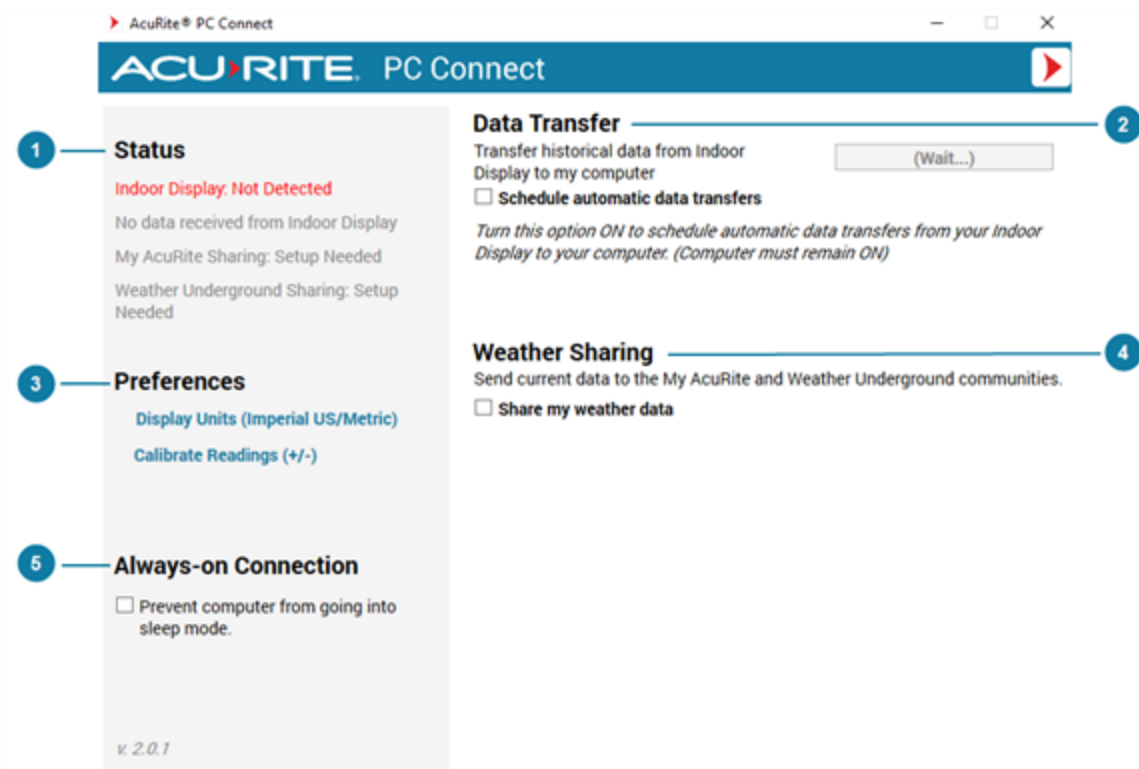 AcuRite® PC Connect
ACU›RITE. PC Connect
1
Status
Indoor Display: Not Detected
No data received from Indoor Display
My AcuRite Sharing: Setup Needed
Weather Underground Sharing: Setup
Needed
2
Data Transfer
Transfer historical data from Indoor
Display to my computer
(Wait...)
Schedule automatic data transfers
Turn this option ON to schedule automatic data transfers from your Indoor
Display to your computer. (Computer must remain ON)
3
Preferences
Display Units (Imperial US/Metric)
Calibrate Readings (+/-)
4
Weather Sharing
Send current data to the My AcuRite and Weather Underground communities.
Share my weather data
5
Always-on Connection
Prevent computer from going into
sleep mode.
v. 2.0.1